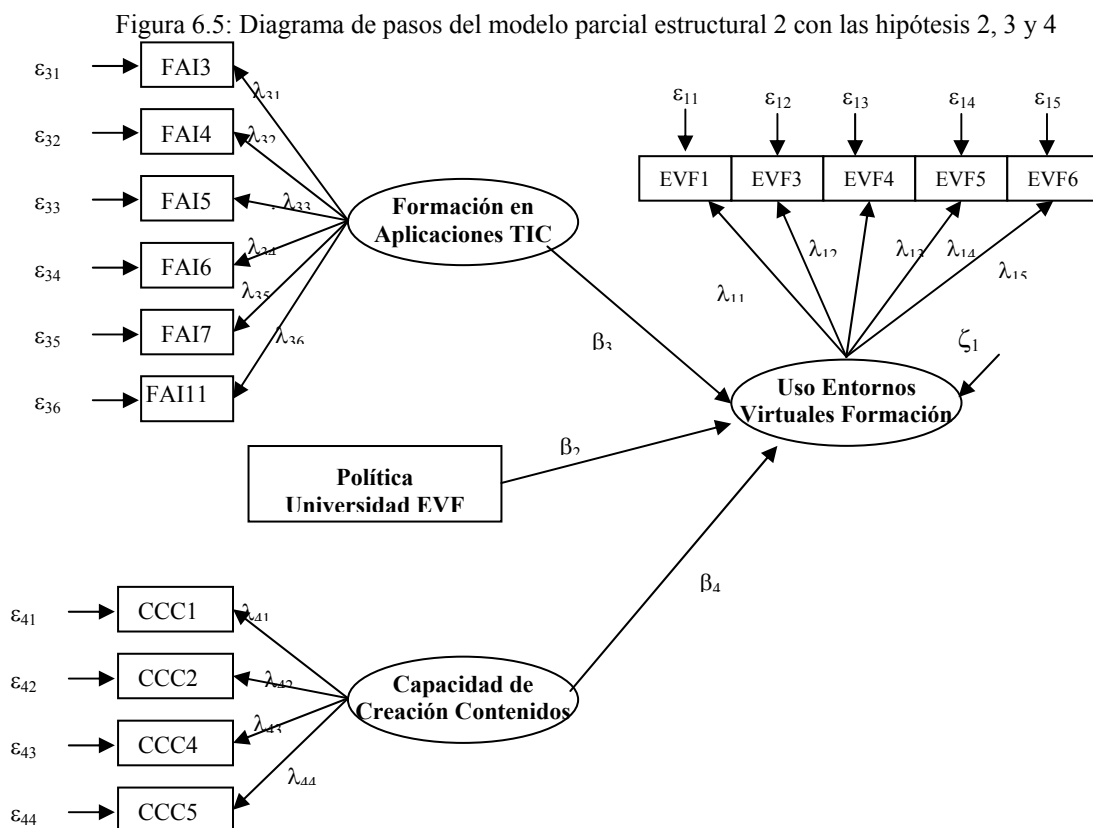 Figura 6.5: Diagrama de pasos del modelo parcial estructural 2 con las hipótesis 2, 3 y 4
ε31 FAI3 λ31
ε32 FAI4 λ32
ε33 FAI5 λ33
ε34 FAI6 λ34
ε35 FAI7 λ35
ε36 FAI11 λ36
Formación en
Aplicaciones TIC
ε11 ε12 ε13 ε14 ε15
EVF1 EVF3 EVF4 EVF5 EVF6
λ11 λ12 λ13 λ14 λ15
β3
ζ1
Uso Entornos
Virtuales Formación
β2
Política
Universidad EVF
β4
ε41 CCC1 λ41
ε42 CCC2 λ42
ε43 CCC4 λ43
ε44 CCC5 λ44
Capacidad de
Creación Contenidos